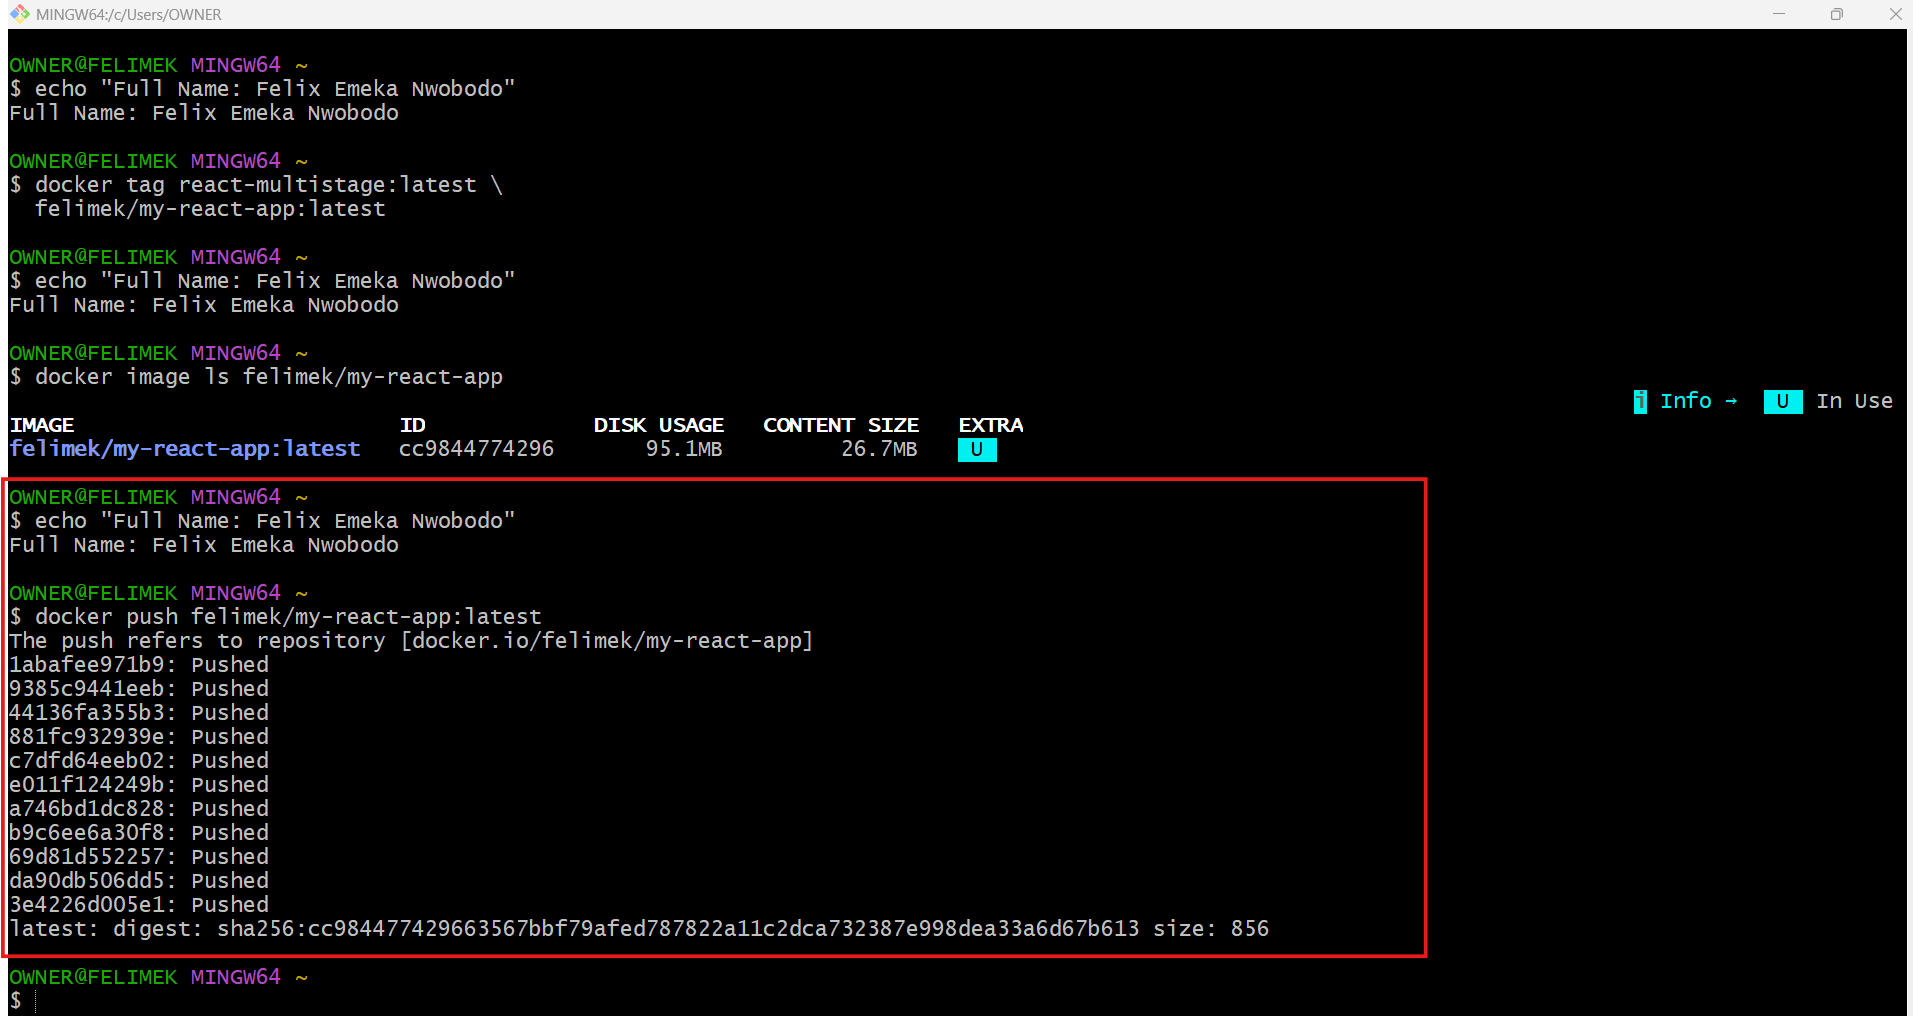 MINGW64:/c/Users/OWNER
OWNER@FELIMEK MINGW64 ~
$ echo "Full Name: Felix Emeka Nwobodo"
Full Name: Felix Emeka Nwobodo
OWNER@FELIMEK MINGW64 ~
$ docker tag react-multistage:latest \
  felimek/my-react-app:latest
OWNER@FELIMEK MINGW64 ~
$ echo "Full Name: Felix Emeka Nwobodo"
Full Name: Felix Emeka Nwobodo
OWNER@FELIMEK MINGW64 ~
$ docker image ls felimek/my-react-app
i Info → U In Use
IMAGE ID DISK USAGE CONTENT SIZE EXTRA
felimek/my-react-app:latest cc9844774296 95.1MB 26.7MB U
OWNER@FELIMEK MINGW64 ~
$ echo "Full Name: Felix Emeka Nwobodo"
Full Name: Felix Emeka Nwobodo
OWNER@FELIMEK MINGW64 ~
$ docker push felimek/my-react-app:latest
The push refers to repository [docker.io/felimek/my-react-app]
1abafee971b9: Pushed
9385c9441eeb: Pushed
44136fa355b3: Pushed
881fc932939e: Pushed
c7dfd64eeb02: Pushed
e011f124249b: Pushed
a746bd1dc828: Pushed
b9c6ee6a30f8: Pushed
69d81d552257: Pushed
da90db506dd5: Pushed
3e4226d005e1: Pushed
latest: digest: sha256:cc984477429663567bbf79afed787822a11c2dca732387e998dea33a6d67b613 size: 856
OWNER@FELIMEK MINGW64 ~
$